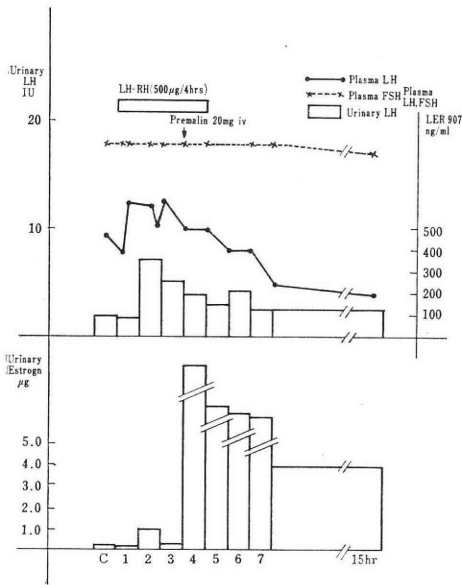 Urinary
LH
IU
LH-RH(500μg/4hrs)
Premalin 20mg iv
Plasma LH
Plasma FSH
Urinary LH
Plasma
LH,FSH
LER 907
ng/ml
20
10
500
400
300
200
100
Urinary
Estrogn
μg
5.0
4.0
3.0
2.0
1.0
C 1 2 3 4 5 6 7 15hr